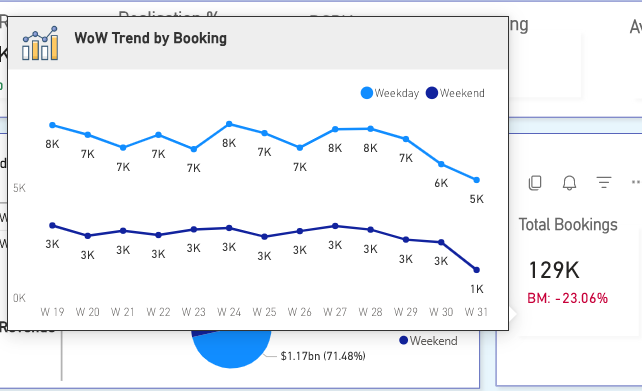 WoW Trend by Booking
ng
Av
Weekday Weekend
8K 7K 7K 7K 7K 8K 7K 7K 8K 8K 7K 6K 5K
5K
3K 3K 3K 3K 3K 3K 3K 3K 3K 3K 3K 3K 1K
0K
W 19 W 20 W 21 W 22 W 23 W 24 W 25 W 26 W 27 W 28 W 29 W 30 W 31
Total Bookings
129K
BM: -23.06%
Weekend
$1.17bn (71.48%)